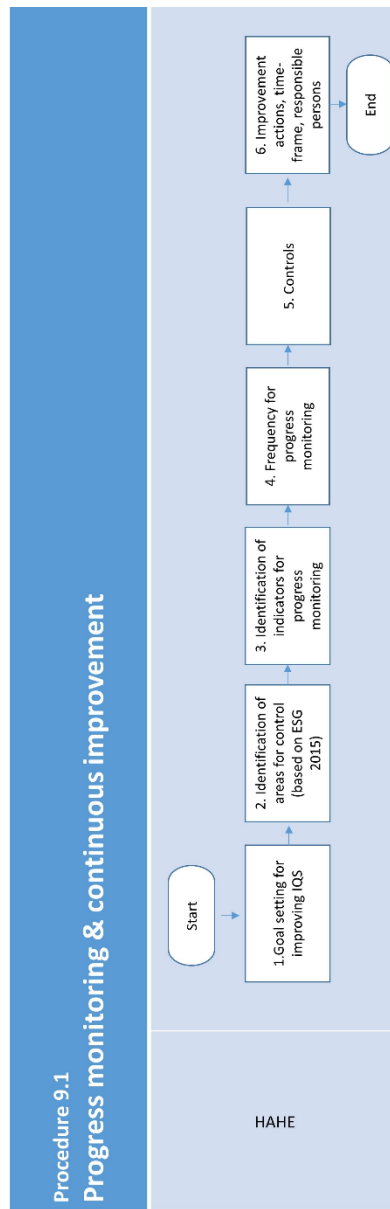 Procedure 9.1
Progress monitoring & continuous improvement
HAHE
Start
1.Goal setting for
improving IQS
2. Identification of
areas for control
(based on ESG
2015)
3. Identification of
indicators for
progress
monitoring
4. Frequency for
progress
monitoring
5. Controls
6. Improvement
actions, time-
frame, responsible
persons
End